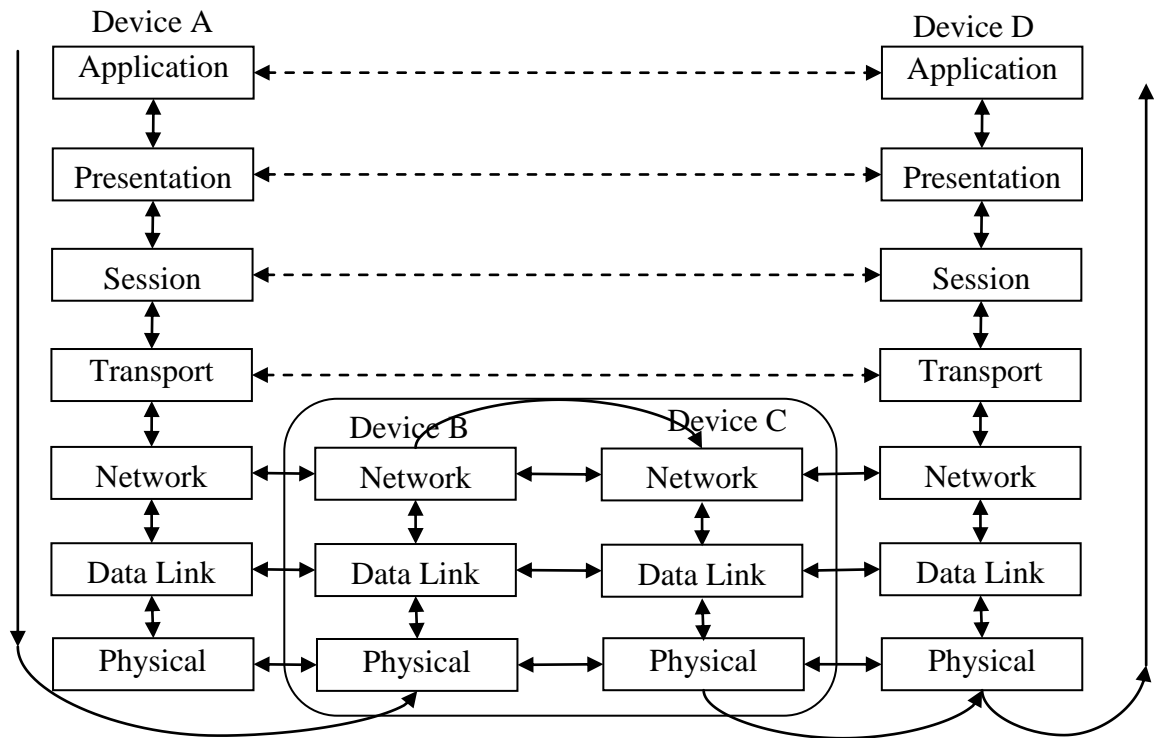 Device A
Device D
Application
Application
Presentation
Presentation
Session
Session
Transport
Transport
Device B
Device C
Network
Network
Network
Network
Data Link
Data Link
Data Link
Data Link
Physical
Physical
Physical
Physical